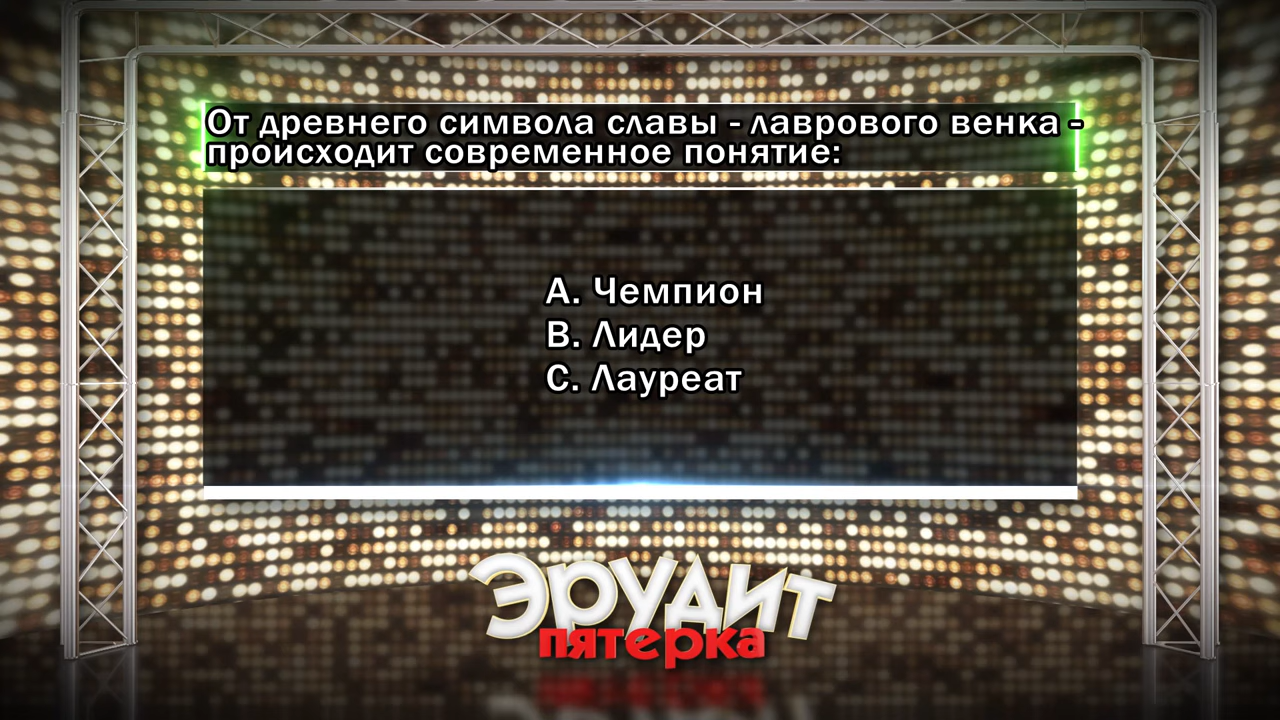 От древнего символа славы - лаврового венка -
происходит современное понятие:
A. Чемпион
B. Лидер
C. Лауреат
Эрудит
пятерка